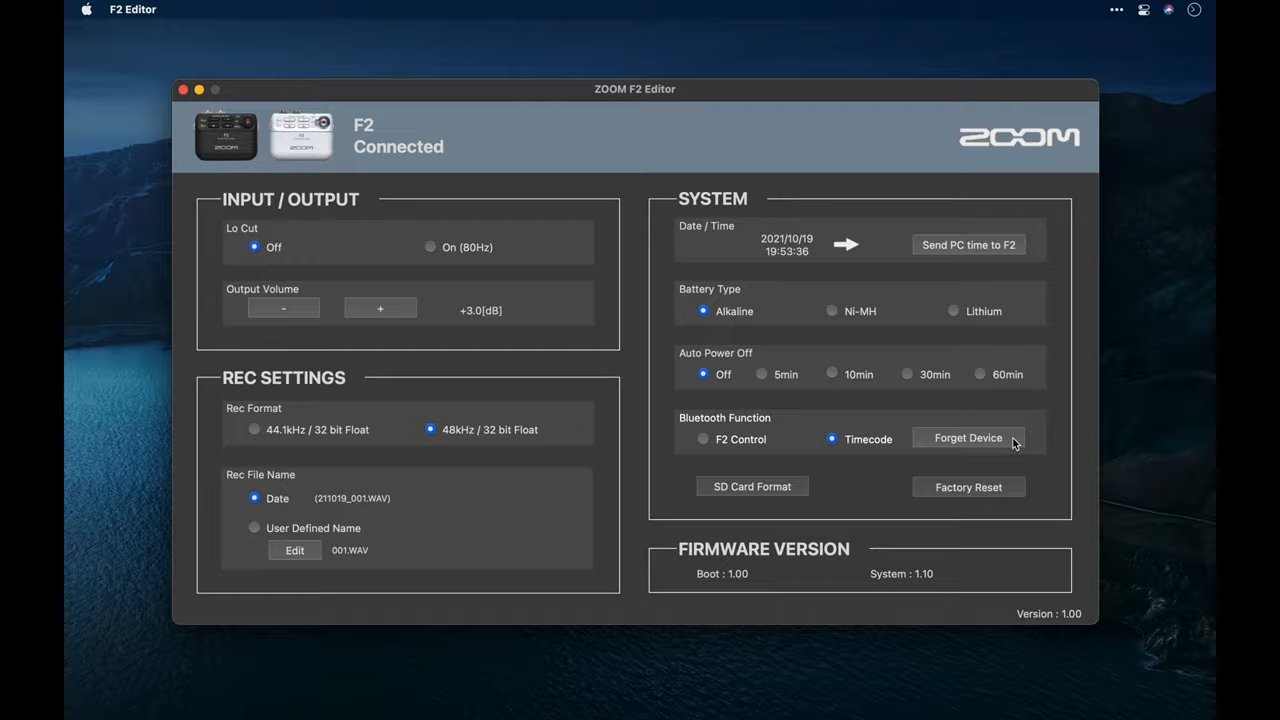 F2 Editor
ZOOM F2 Editor
F2
Connected
ZOOM
INPUT / OUTPUT
Lo Cut
Off On (80Hz)
Output Volume
- + +3.0[dB]
REC SETTINGS
Rec Format
44.1kHz / 32 bit Float 48kHz / 32 bit Float
Rec File Name
Date (211019_001.WAV)
User Defined Name
Edit 001.WAV
SYSTEM
Date / Time
2021/10/19
19:53:36
Send PC time to F2
Battery Type
Alkaline Ni-MH Lithium
Auto Power Off
Off 5min 10min 30min 60min
Bluetooth Function
F2 Control Timecode Forget Device
SD Card Format Factory Reset
FIRMWARE VERSION
Boot : 1.00 System : 1.10
Version : 1.00